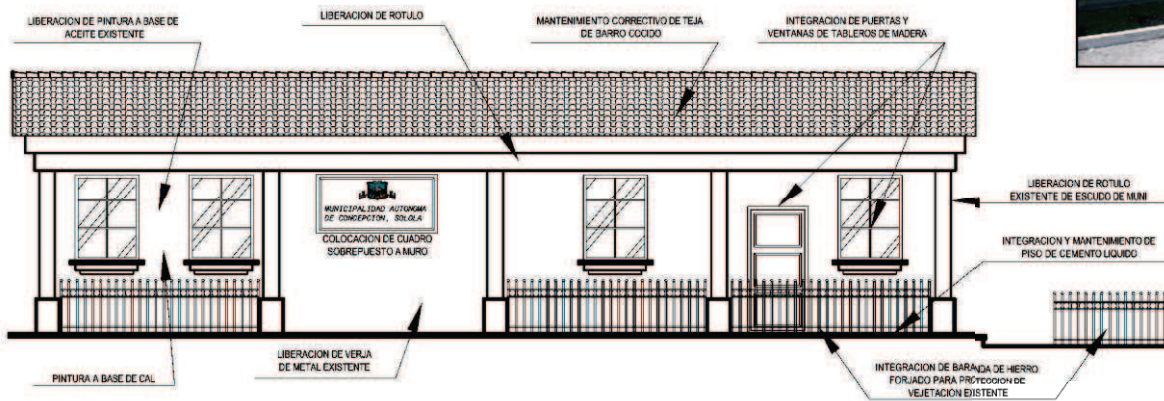 LIBERACION DE PINTURA A BASE DE
ACEITE EXISTENTE
LIBERACION DE ROTULO
MANTENIMIENTO CORRECTIVO DE TEJA
DE BARRO COCIDO
INTEGRACION DE PUERTAS Y
VENTANAS DE TABLEROS DE MADERA
MUNICIPALIDAD AUTONOMA
DE CONCEPCION, SOLOLA
COLOCACION DE CUADRO
SOBREPUESTO A MURO
LIBERACION DE ROTULO
EXISTENTE DE ESCUDO DE MUNI
INTEGRACION Y MANTENIMIENTO DE
PISO DE CEMENTO LIQUIDO
PINTURA A BASE DE CAL
LIBERACION DE VERJA
DE METAL EXISTENTE
INTEGRACION DE BARANDA DE HIERRO
FORJADO PARA PROTECCION DE
VEJETACION EXISTENTE